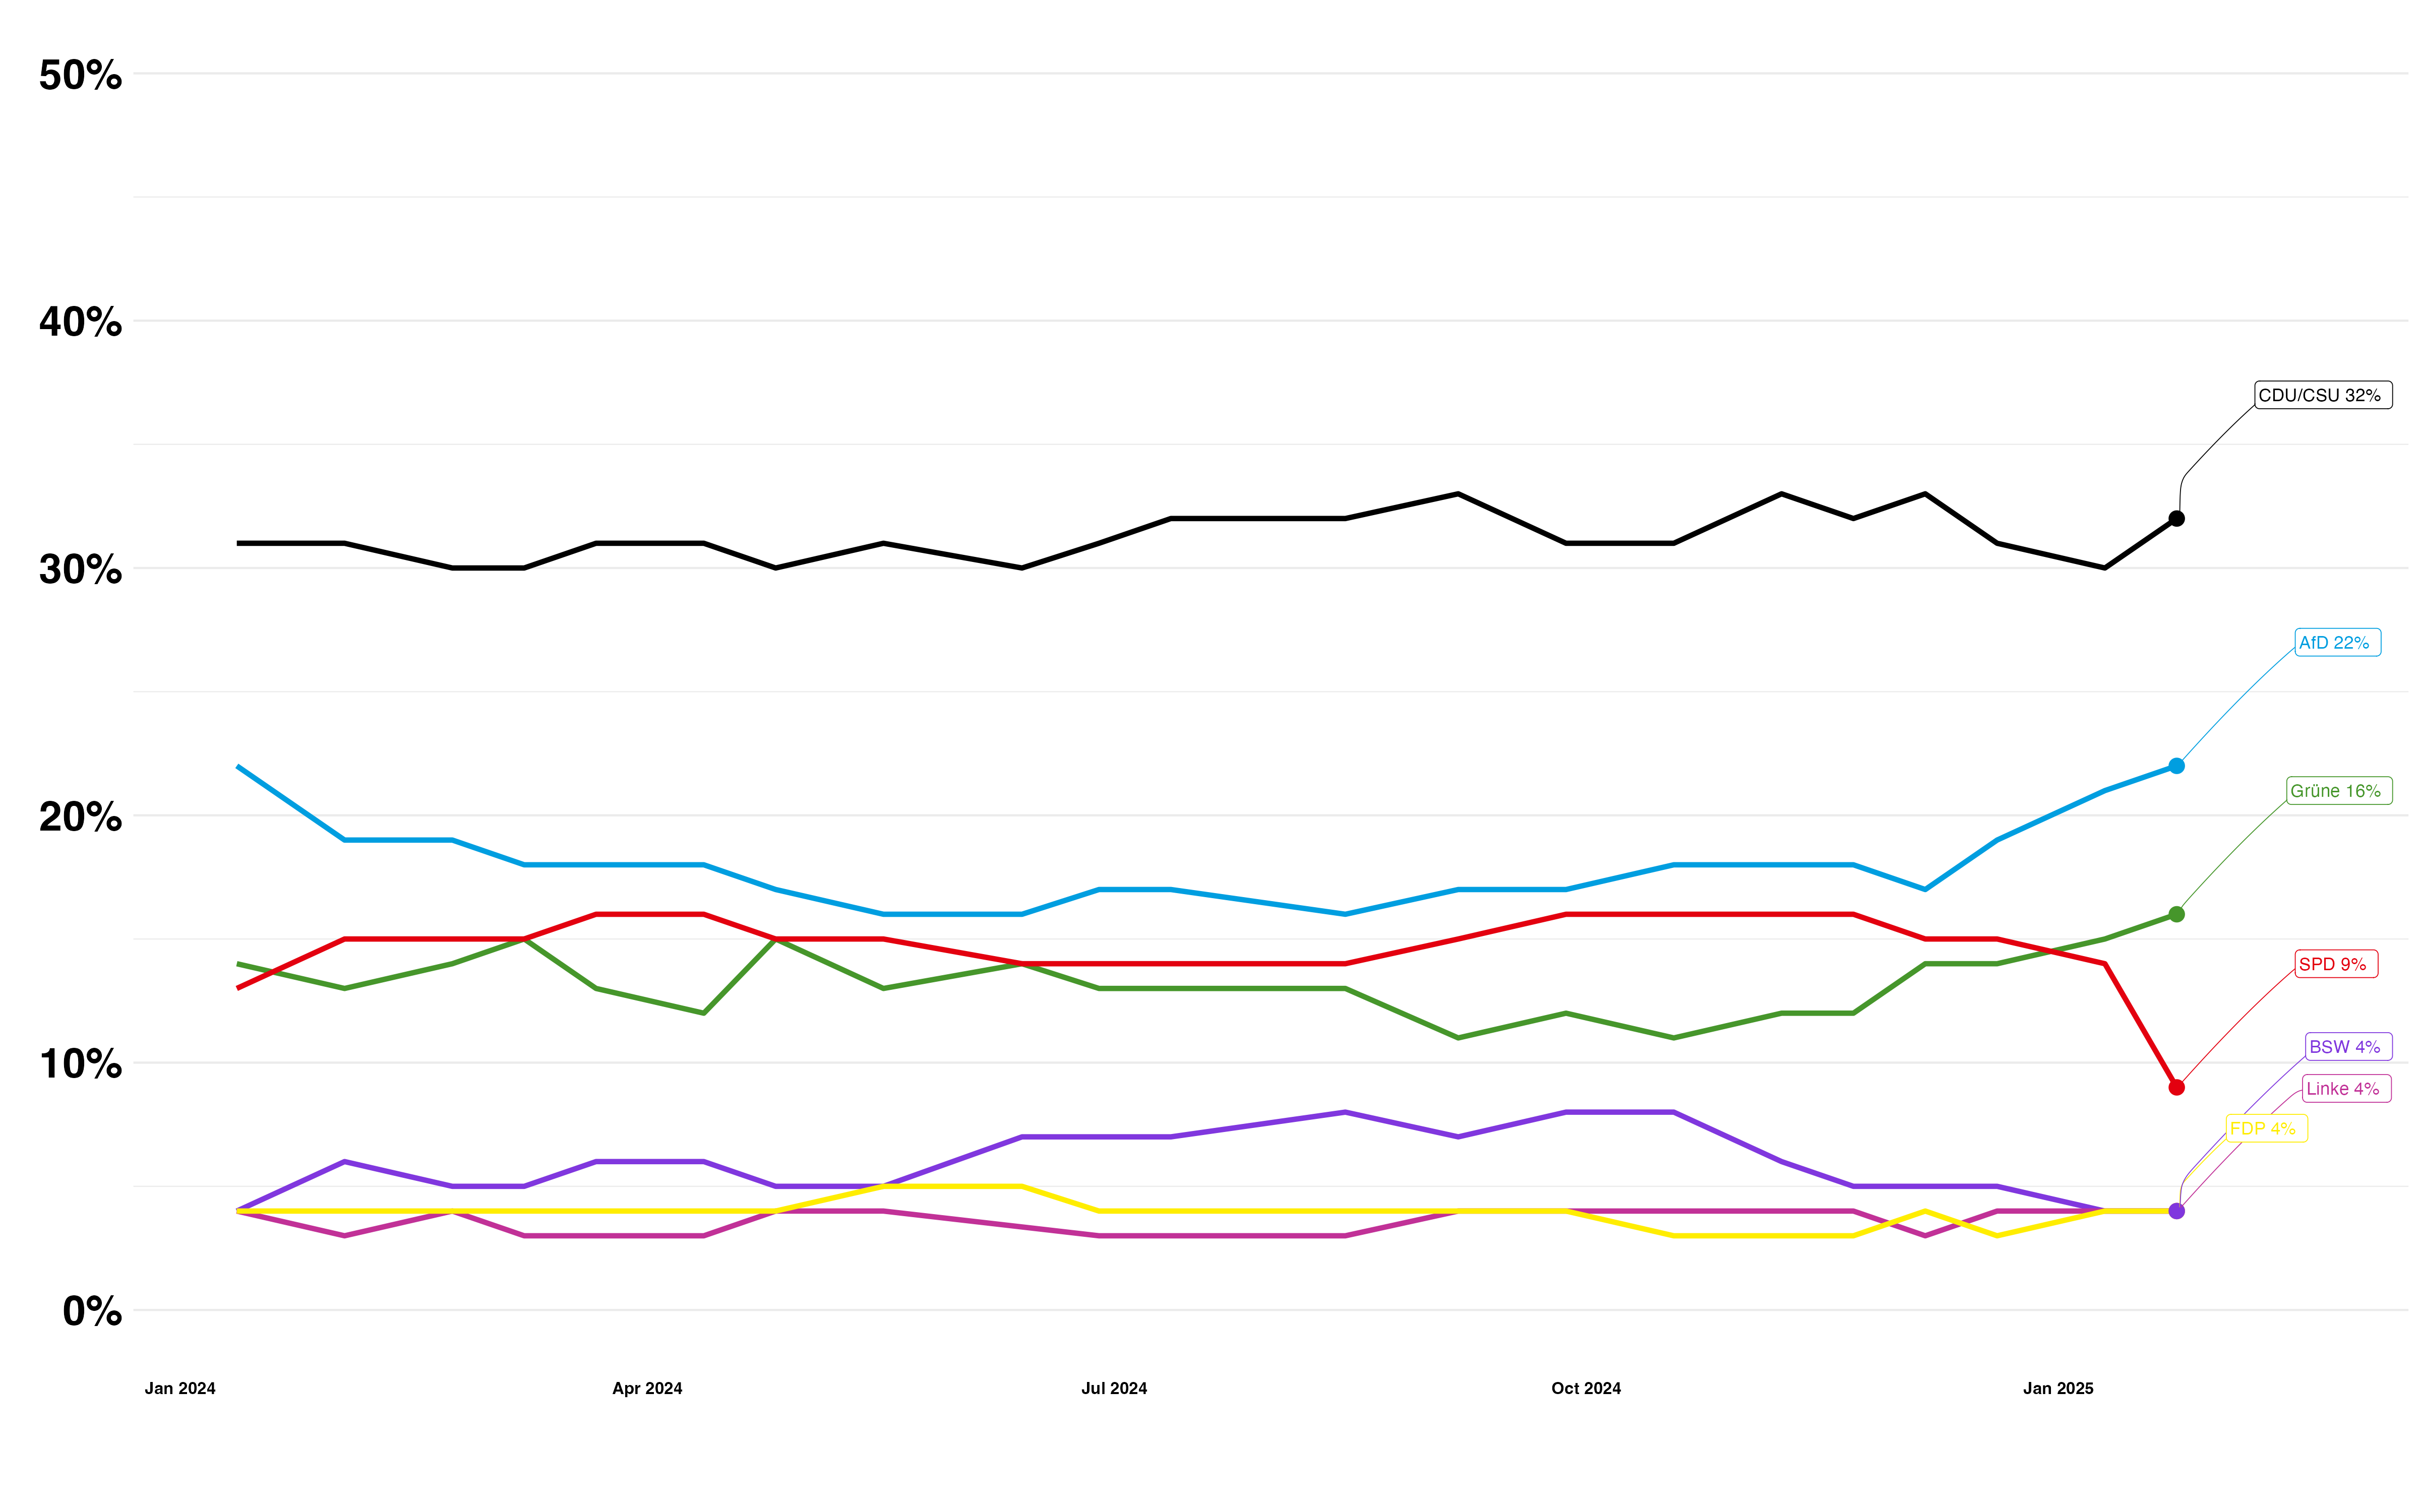 50%
40%
CDU/CSU 32%
30%
AfD 22%
Grüne 16%
20%
SPD 9%
BSW 4%
10%
Linke 4%
FDP 4%
0%
Jan 2024
Apr 2024
Jul 2024
Oct 2024
Jan 2025